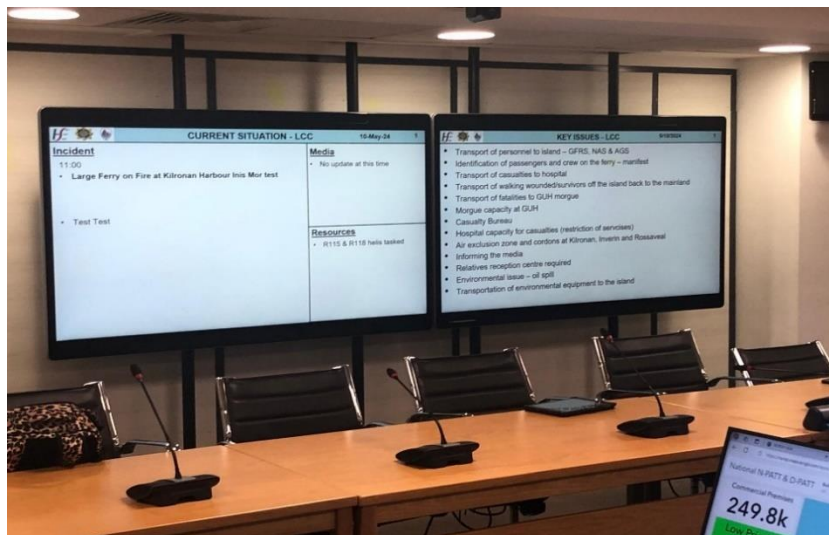 CURRENT SITUATION - LCC
10-May-24
Incident
11:00
• Large Ferry on Fire at Kilronan Harbour Inis Mor test
• Test Test
Media
• No update at this time
Resources
• R115 & R118 helis tasked
KEY ISSUES - LCC
• Transport of personnel to island – GFRS, NAS & AGS
• Identification of passengers and crew on the ferry – manifest
• Transport of casualties to hospital
• Transport of walking wounded/survivors off the island back to the mainland
• Transport of fatalities to GUH morgue
• Morgue capacity at GUH
• Casualty Bureau
• Hospital capacity for casualties (restriction of servcises)
• Air exclusion zone and cordons at Kilronan, Inverin and Rossaveal
• Informing the media
• Relatives reception centre required
• Environmental issue – oil spill
• Transportation of environmental equipment to the island
National N-PATT & D-PATT
Commercial Premises
249.8k